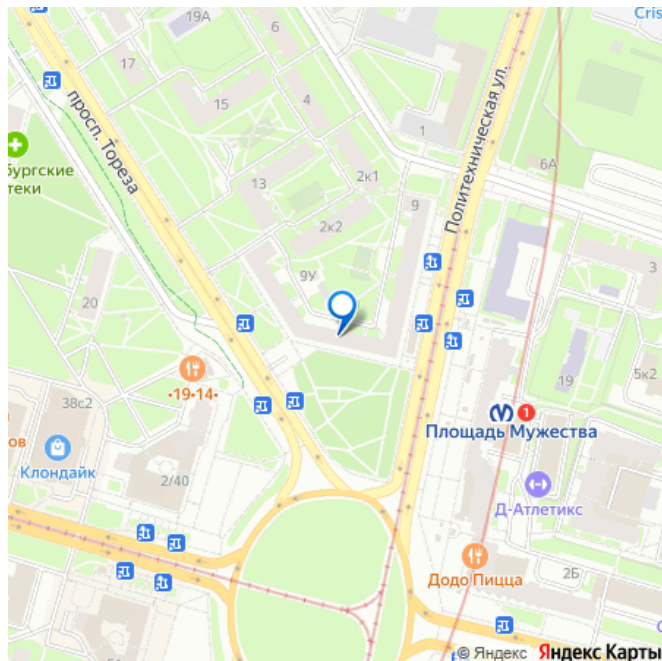 Cris
19А
6
17
15
4
просп. Тореза
1
Политехническая ул.
6А
бургские
теки
13
2к1
9
2к2
3
9У
20
•19•14•
19
5к2
38с2
1
Площадь Мужества
ов
Клондайк
2/40
Д-Атлетикс
Додо Пицца
2Б
© Яндекс Яндекс Карты